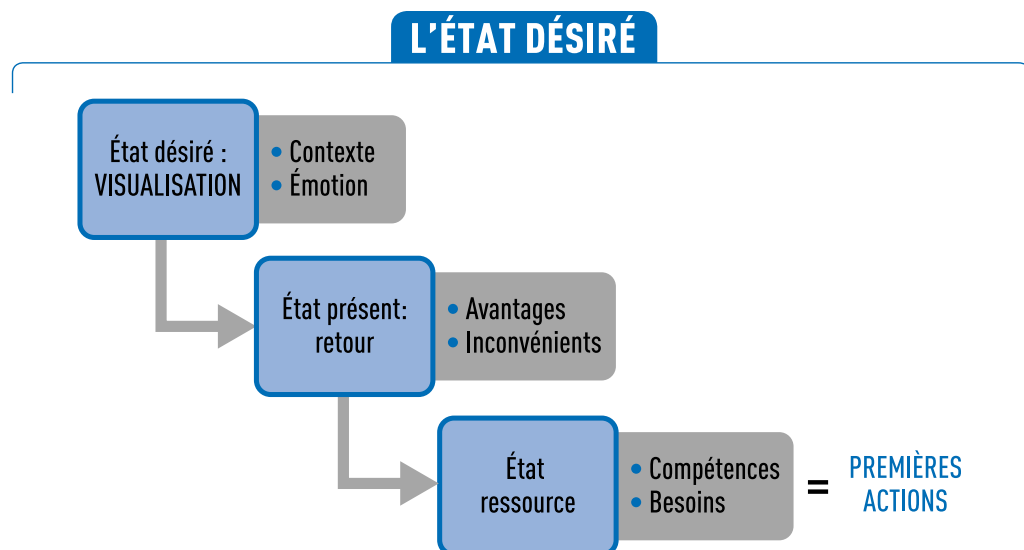 L'ÉTAT DÉSIRÉ
État désiré :
VISUALISATION
• Contexte
• Émotion
État présent:
retour
• Avantages
• Inconvénients
État
ressource
• Compétences
• Besoins
=
PREMIÈRES
ACTIONS